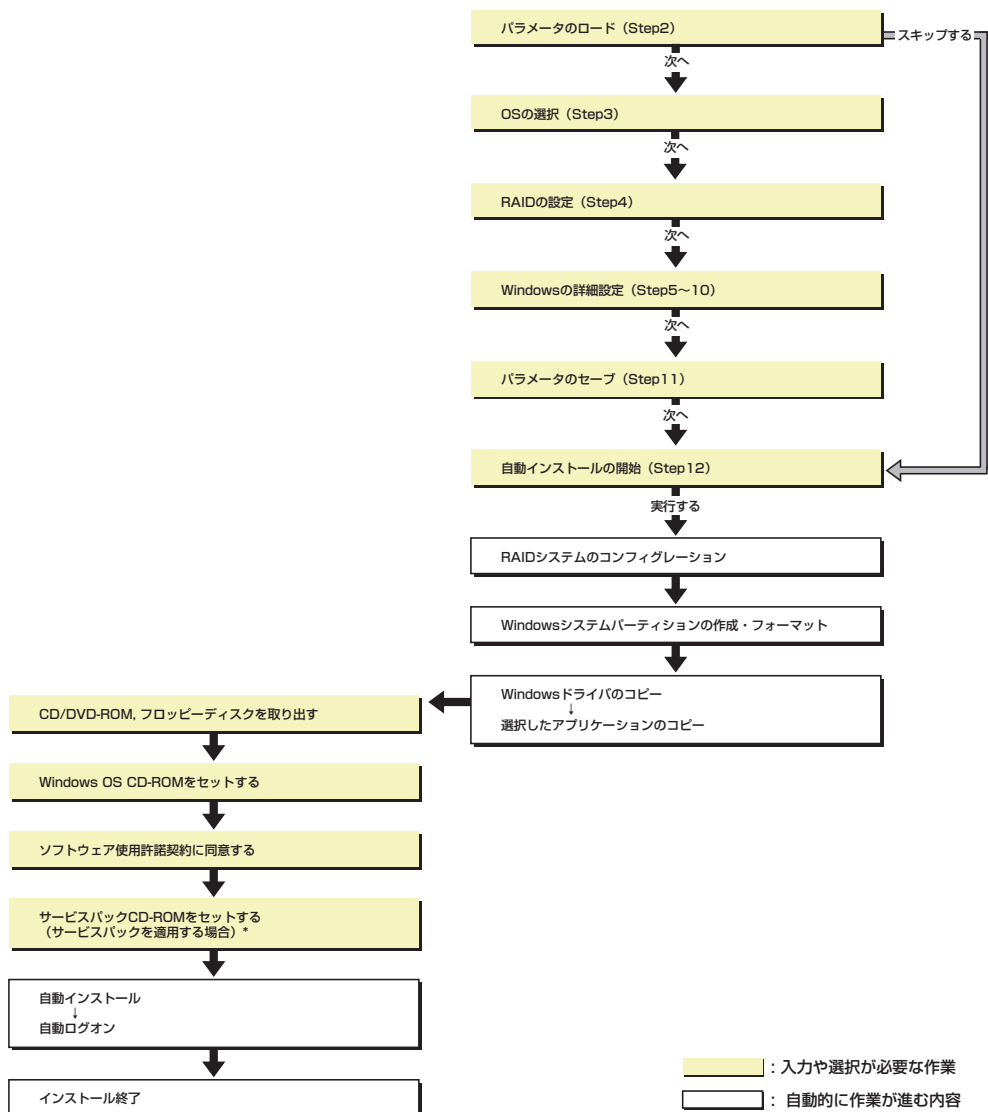 パラメータのロード（Step2）
スキップする
次へ
OSの選択（Step3）
次へ
RAIDの設定（Step4）
次へ
Windowsの詳細設定（Step5〜10）
次へ
パラメータのセーブ（Step11）
次へ
自動インストールの開始（Step12）
実行する
RAIDシステムのコンフィグレーション
Windowsシステムパーティションの作成・フォーマット
Windowsドライバのコピー
↓
選択したアプリケーションのコピー
CD/DVD-ROM, フロッピーディスクを取り出す
Windows OS CD-ROMをセットする
ソフトウェア使用許諾契約に同意する
サービスパックCD-ROMをセットする
（サービスパックを適用する場合）*
自動インストール
↓
自動ログオン
インストール終了
：入力や選択が必要な作業
： 自動的に作業が進む内容